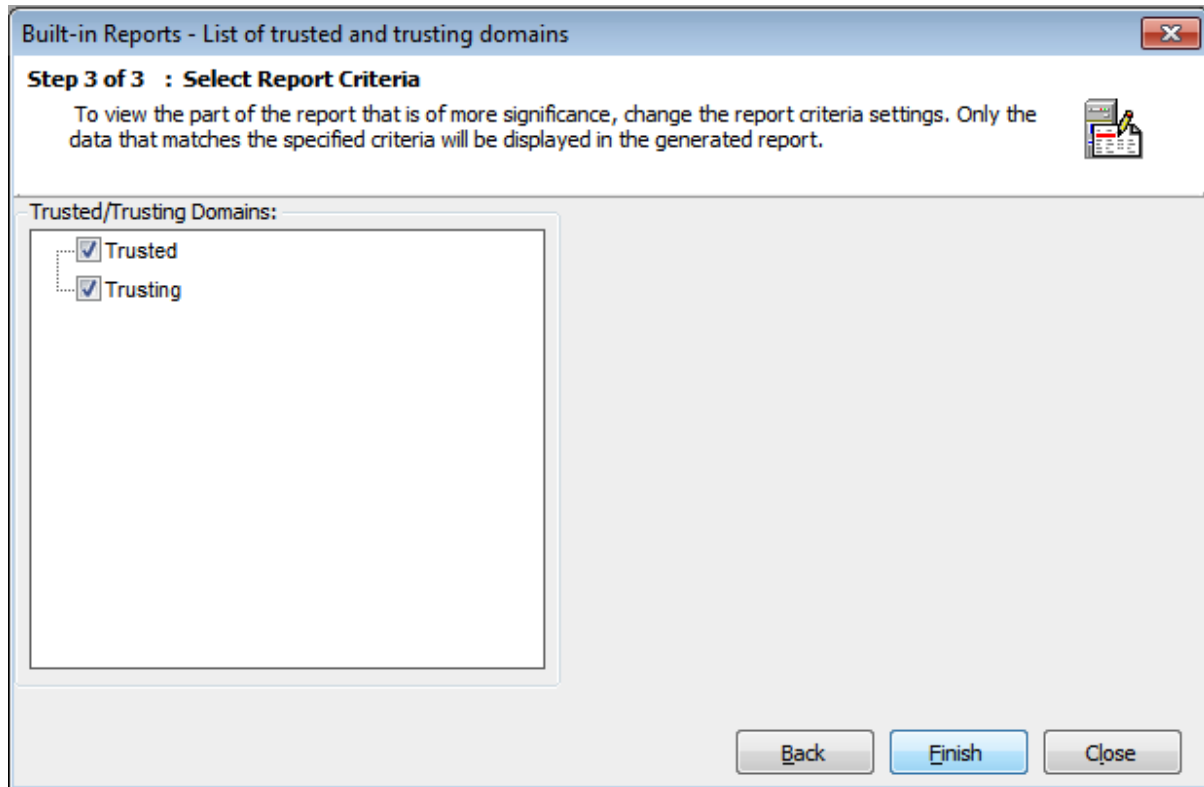 Built-in Reports - List of trusted and trusting domains
Step 3 of 3 : Select Report Criteria
To view the part of the report that is of more significance, change the report criteria settings. Only the
data that matches the specified criteria will be displayed in the generated report.
Trusted/Trusting Domains:
Trusted
Trusting
Back Finish Close